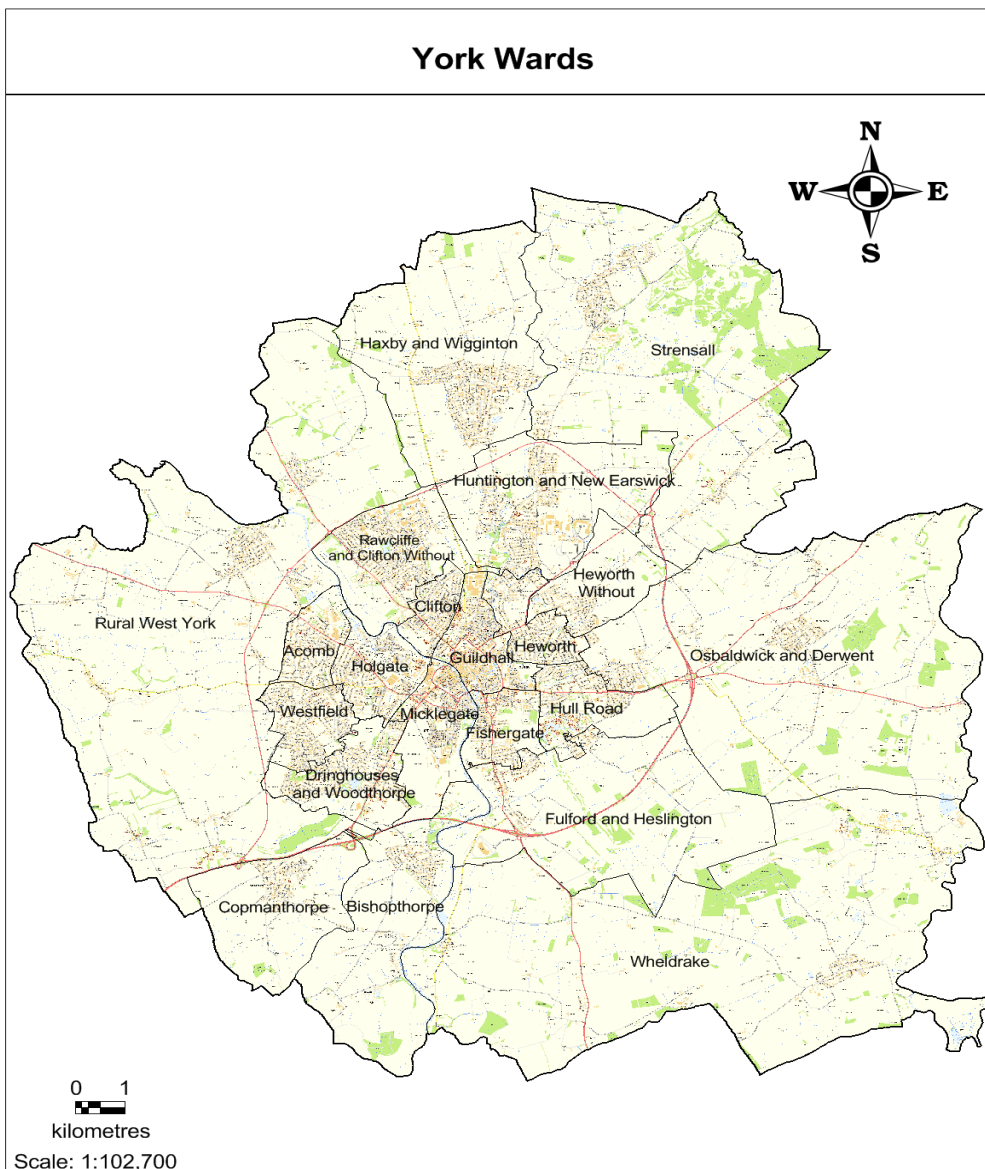 York Wards
N
W E
S
Haxby and Wigginton
Strensall
Huntington and New Earswick
Rawcliffe
and Clifton Without
Heworth
Without
Clifton
Rural West York
Acomb
Holgate
Guildhall
Heworth
Osbaldwick and Derwent
Westfield
Micklegate
Hull Road
Fishergate
Dringhouses
and Woodthorpe
Fulford and Heslington
Copmanthorpe
Bishopthorpe
Wheldrake
0 1
kilometres
Scale: 1:102,700